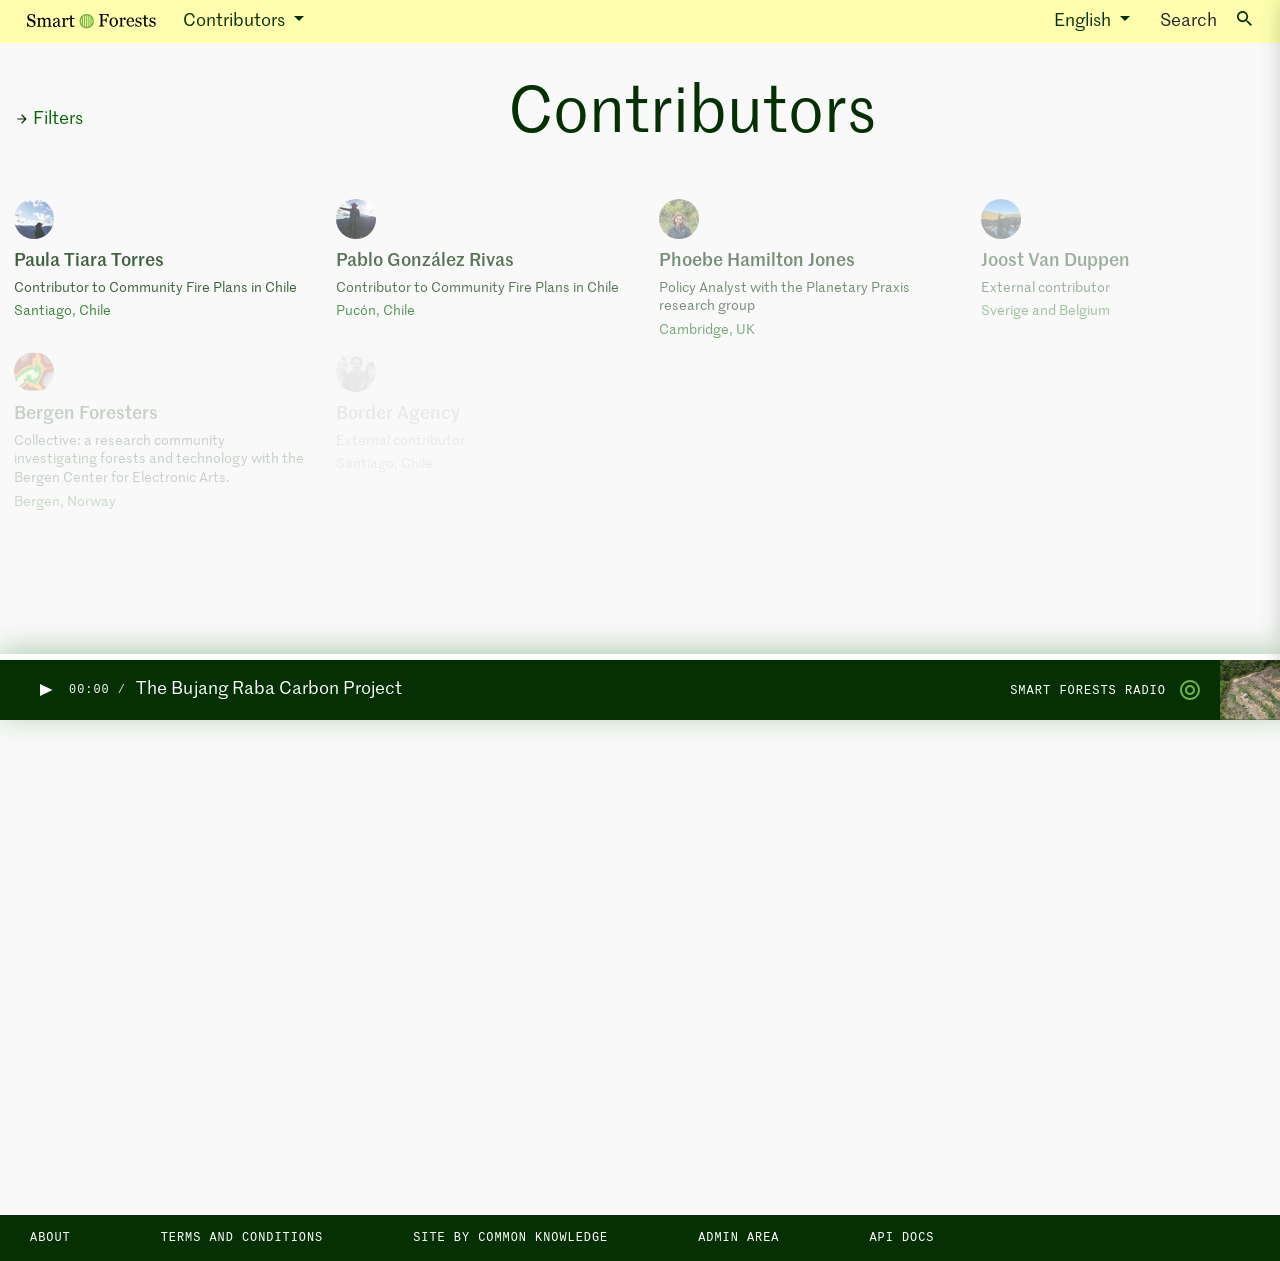 Smart Forests Contributors English Search
Filters
Contributors
Paula Tiara Torres
Contributor to Community Fire Plans in Chile
Santiago, Chile
Pablo González Rivas
Contributor to Community Fire Plans in Chile
Pucón, Chile
Phoebe Hamilton Jones
Policy Analyst with the Planetary Praxis
research group
Cambridge, UK
Joost Van Duppen
External contributor
Sverige and Belgium
Bergen Foresters
Collective: a research community
investigating forests and technology with the
Bergen Center for Electronic Arts.
Bergen, Norway
Border Agency
External contributor
Santiago, Chile
00:00 / The Bujang Raba Carbon Project
SMART FORESTS RADIO
ABOUT TERMS AND CONDITIONS SITE BY COMMON KNOWLEDGE ADMIN AREA API DOCS